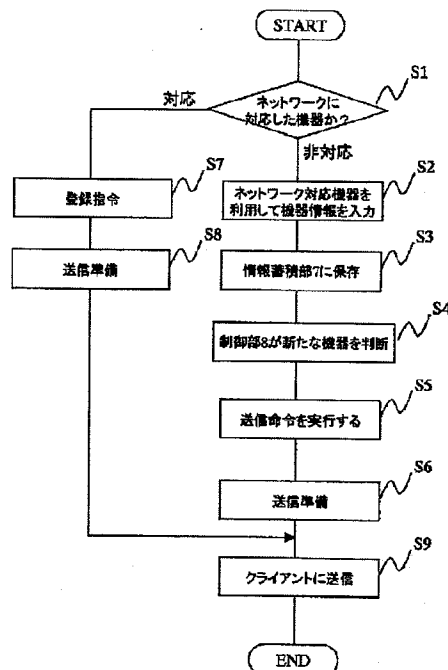 START
S1
ネットワークに
対応した機器か?
対応
非対応
S7
登録指令
S2
ネットワーク対応機器を
利用して機器情報を入力
S8
送信準備
S3
情報蓄積部7に保存
S4
制御部8が新たな機器を判断
S5
送信命令を実行する
S6
送信準備
S9
クライアントに送信
END